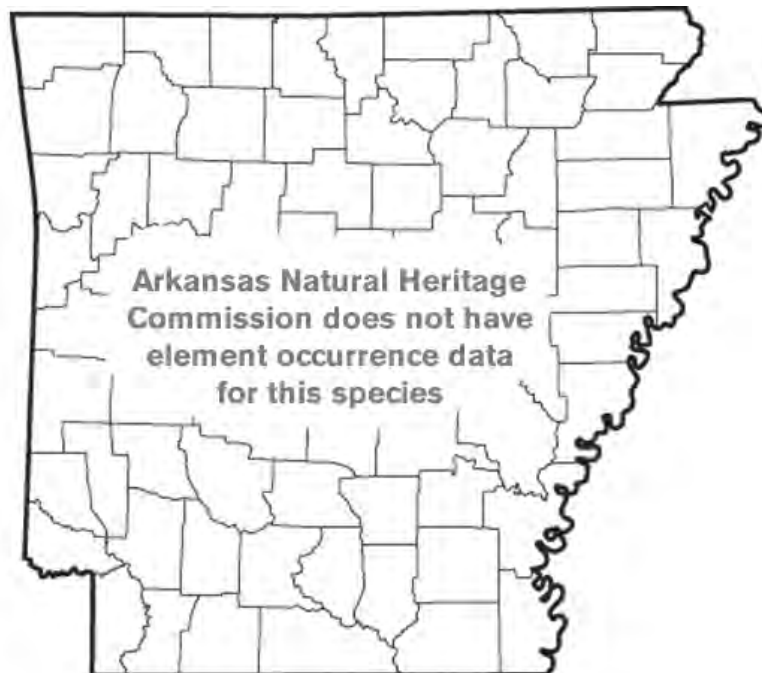 Arkansas Natural Heritage
Commission does not have
element occurrence data
for this species